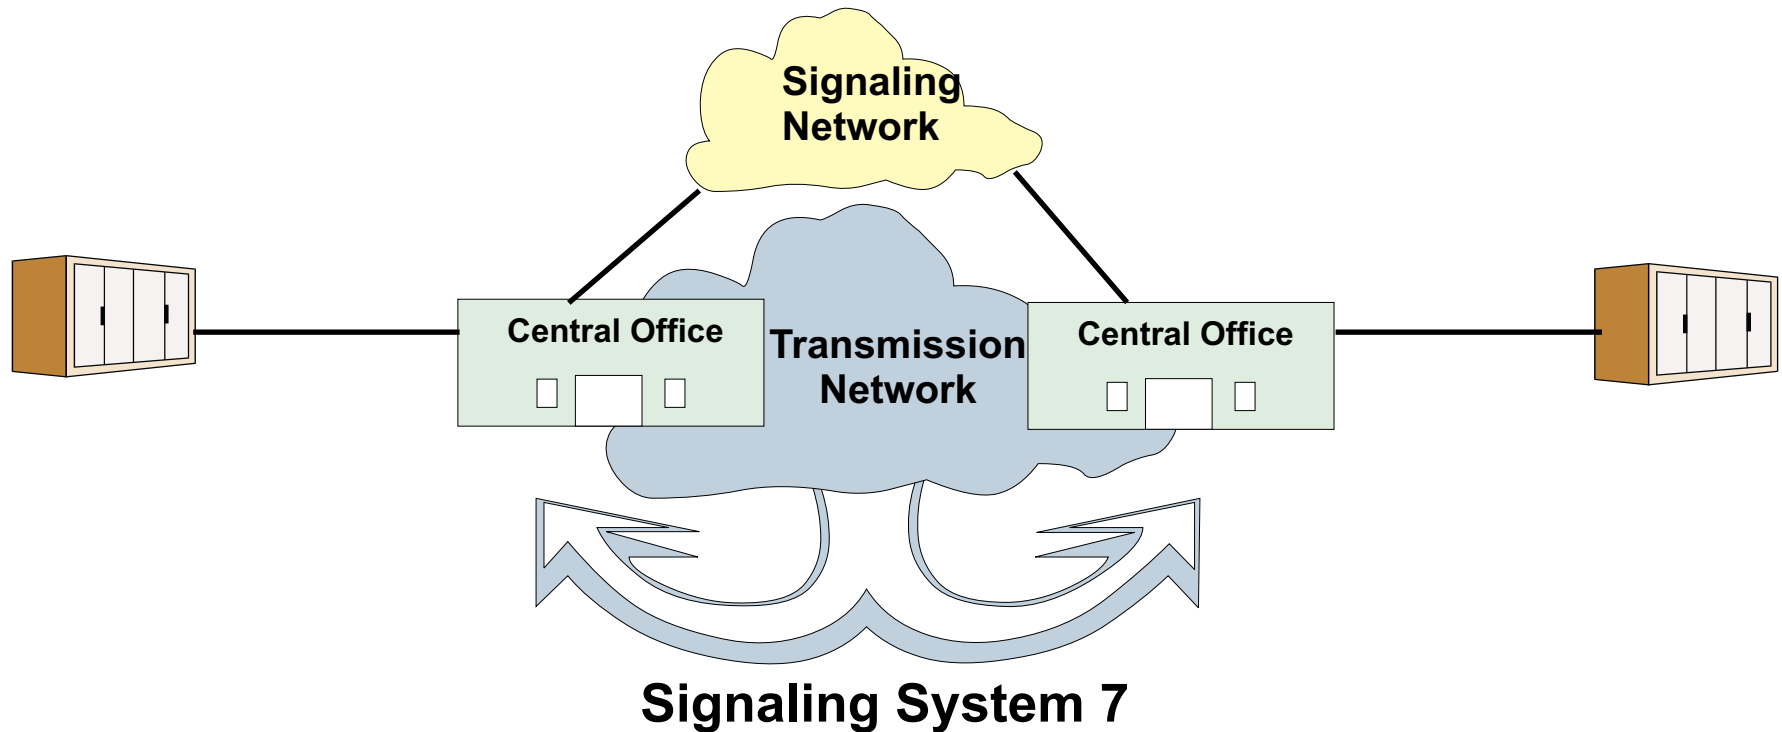 Signaling
Network
Central Office
Transmission
Network
Central Office
Signaling System 7